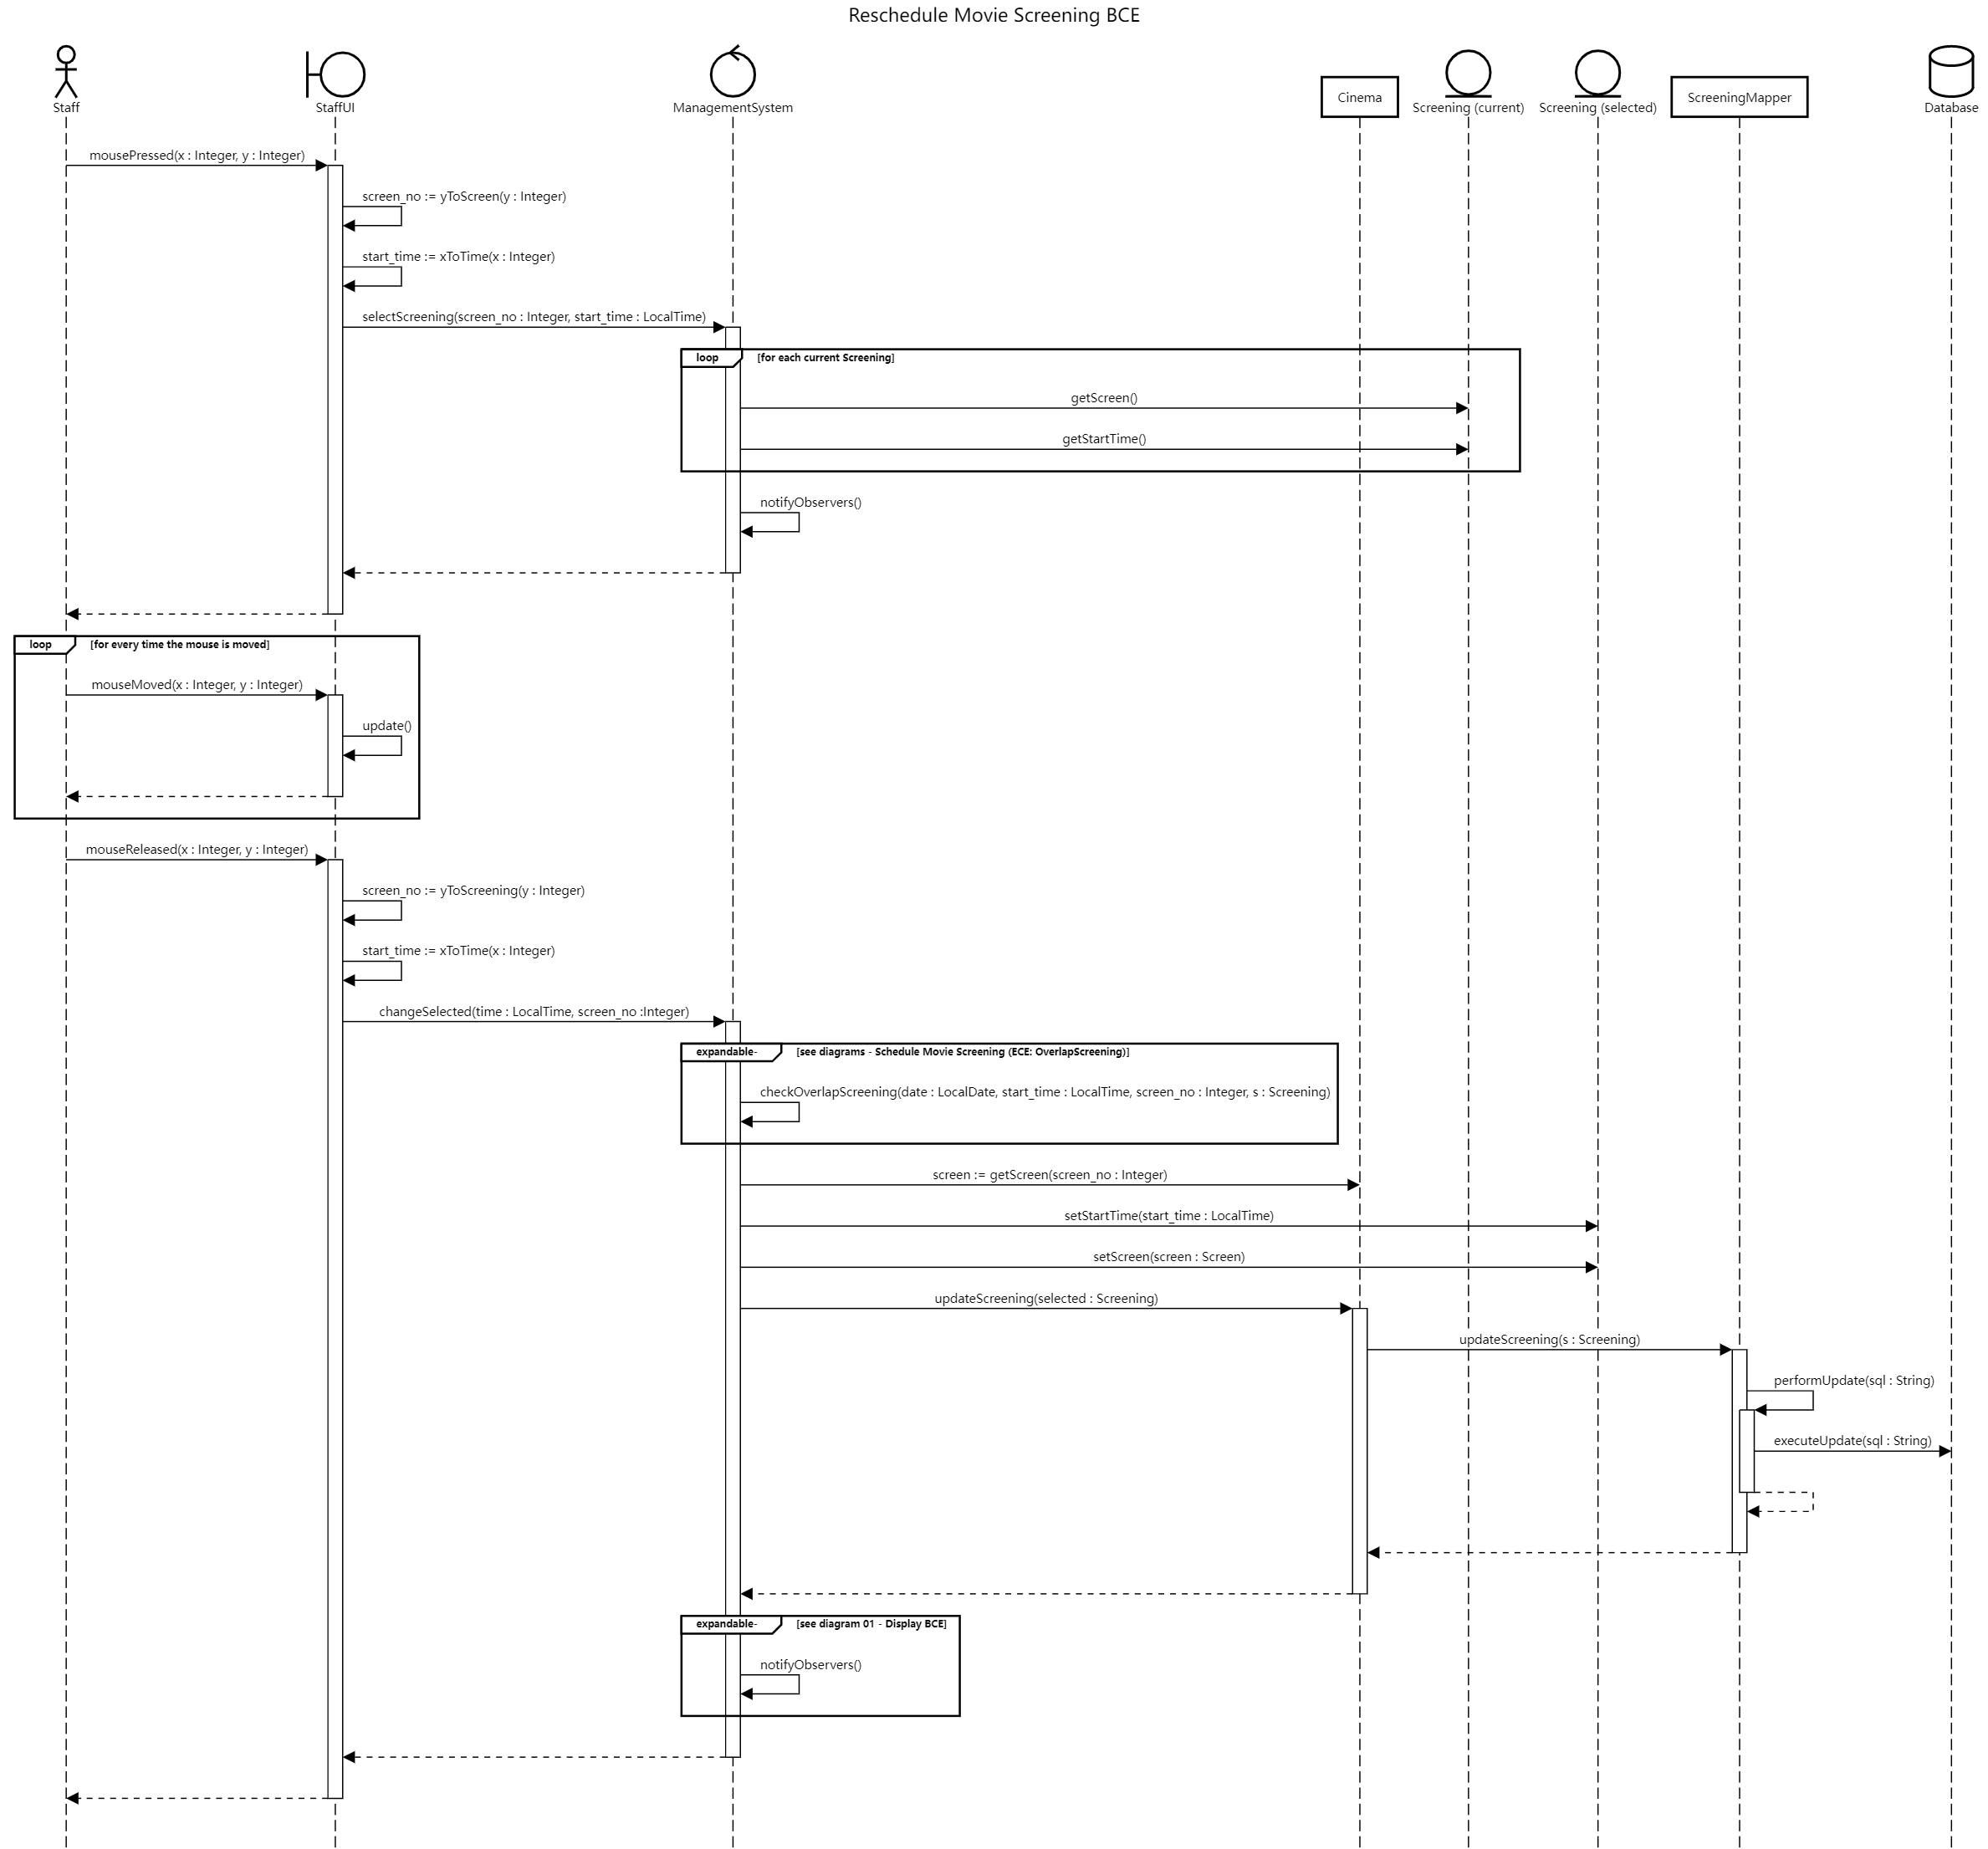 Reschedule Movie Screening BCE
Staff
StaffUI
ManagementSystem
Cinema
Screening (current)
Screening (selected)
ScreeningMapper
Database
mousePressed(x : Integer, y : Integer)
screen_no := yToScreen(y : Integer)
start_time := xToTime(x : Integer)
selectScreening(screen_no : Integer, start_time : LocalTime)
loop [for each current Screening]
getScreen()
getStartTime()
notifyObservers()
loop [for every time the mouse is moved]
mouseMoved(x : Integer, y : Integer)
update()
mouseReleased(x : Integer, y : Integer)
screen_no := yToScreening(y : Integer)
start_time := xToTime(x : Integer)
changeSelected(time : LocalTime, screen_no :Integer)
expandable- [see diagrams - Schedule Movie Screening (ECE: OverlapScreening)]
checkOverlapScreening(date : LocalDate, start_time : LocalTime, screen_no : Integer, s : Screening)
screen := getScreen(screen_no : Integer)
setStartTime(start_time : LocalTime)
setScreen(screen : Screen)
updateScreening(selected : Screening)
updateScreening(s : Screening)
performUpdate(sql : String)
executeUpdate(sql : String)
expandable- [see diagram 01 - Display BCE]
notifyObservers()